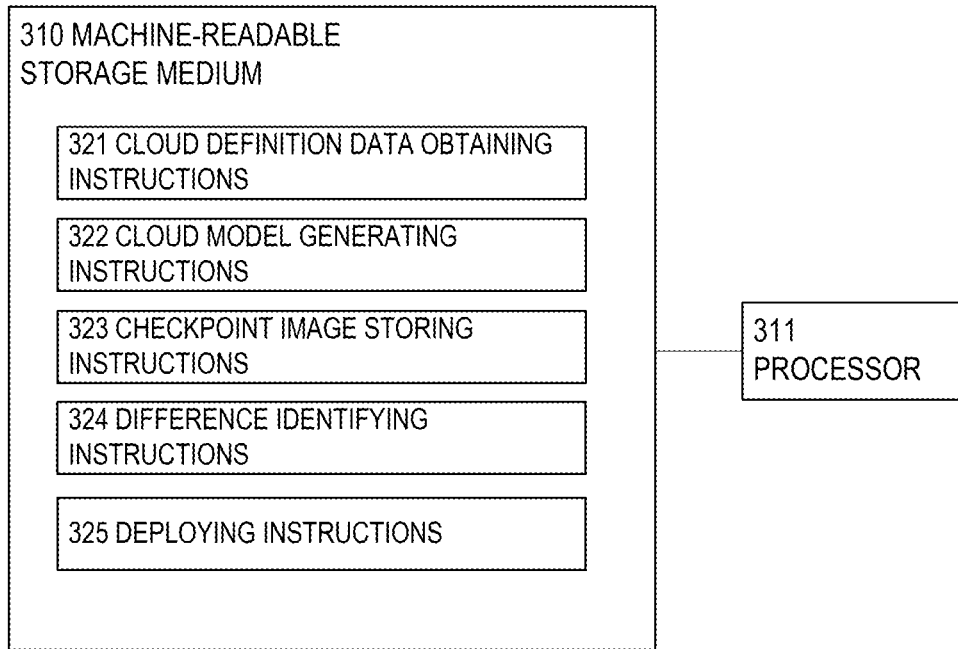 310 MACHINE-READABLE
STORAGE MEDIUM
321 CLOUD DEFINITION DATA OBTAINING
INSTRUCTIONS
322 CLOUD MODEL GENERATING
INSTRUCTIONS
323 CHECKPOINT IMAGE STORING
INSTRUCTIONS
324 DIFFERENCE IDENTIFYING
INSTRUCTIONS
325 DEPLOYING INSTRUCTIONS
311
PROCESSOR